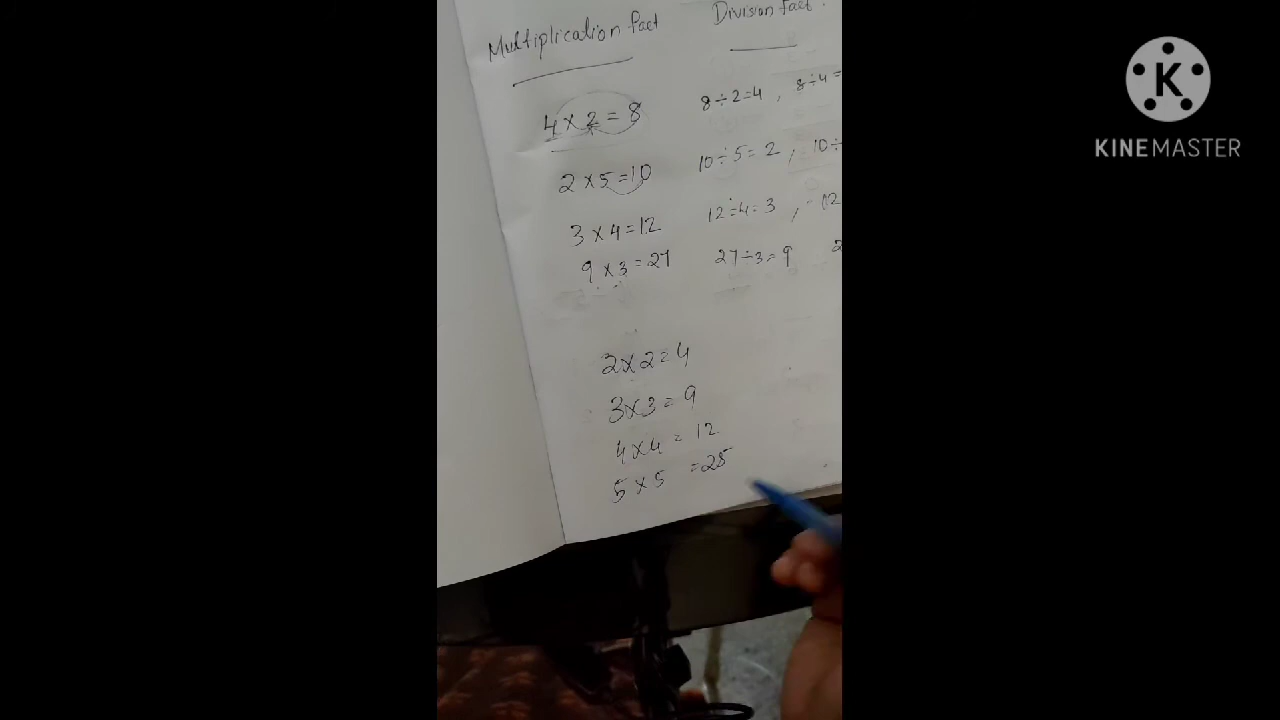 Multiplication fact Division fact.
4 × 2 = 8 8÷2=4, 8÷4=
2 × 5 = 10 10÷5=2, 10÷
3 × 4 = 12 12÷4=3, 12
9 × 3 = 27 27÷3=9 2
2×2=4
3×3=9
4×4=12
5×5=25
K
KINEMASTER